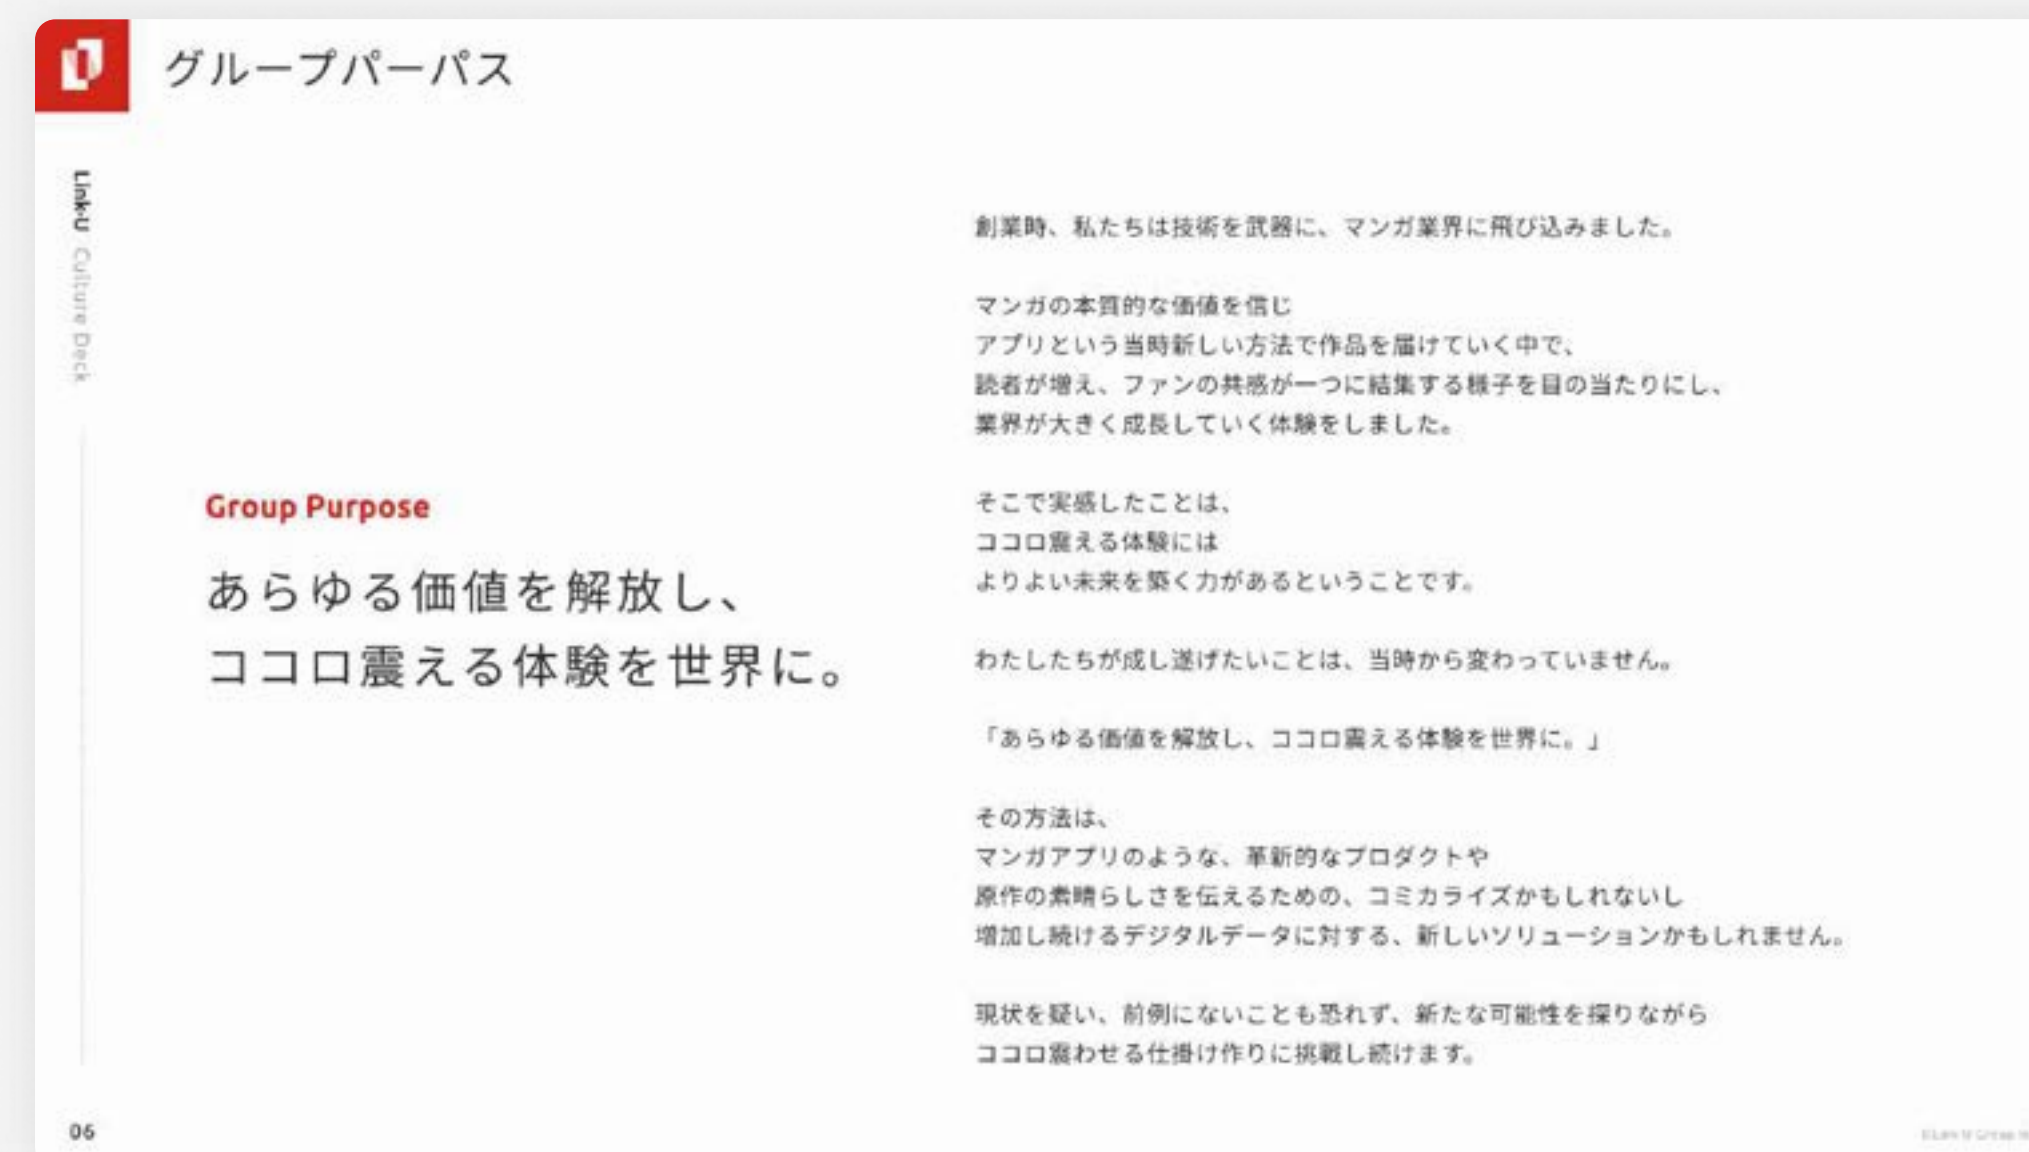 グループパーパス
Link-U Culture Deck
Group Purpose
あらゆる価値を解放し、
ココロ震える体験を世界に。
創業時、私たちは技術を武器に、マンガ業界に飛び込みました。
マンガの本質的な価値を信じ
アプリという当時新しい方法で作品を届けていく中で、
読者が増え、ファンの共感が一つに結集する様子を目の当たりにし、
業界が大きく成長していく体験をしました。
そこで実感したことは、
ココロ震える体験には
よりよい未来を築く力があるということです。
わたしたちが成し遂げたいことは、当時から変わっていません。
「あらゆる価値を解放し、ココロ震える体験を世界に。」
その方法は、
マンガアプリのような、革新的なプロダクトや
原作の素晴らしさを伝えるための、コミカライズかもしれないし
増加し続けるデジタルデータに対する、新しいソリューションかもしれません。
現状を疑い、前例にないことも恐れず、新たな可能性を探りながら
ココロ震わせる仕掛け作りに挑戦し続けます。
06